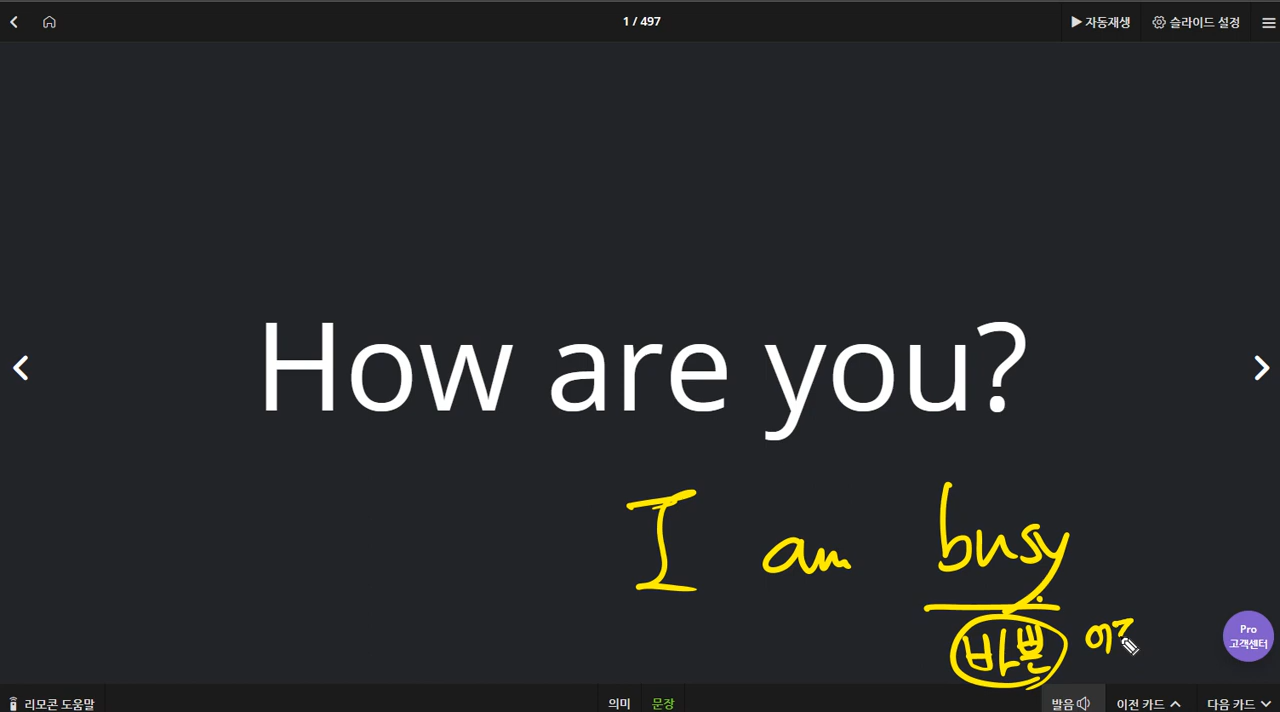 1 / 497
자동재생
슬라이드 설정
How are you?
I am busy
바쁜
Pro
고객센터
리모콘 도움말
의미
문장
발음
이전 카드
다음 카드